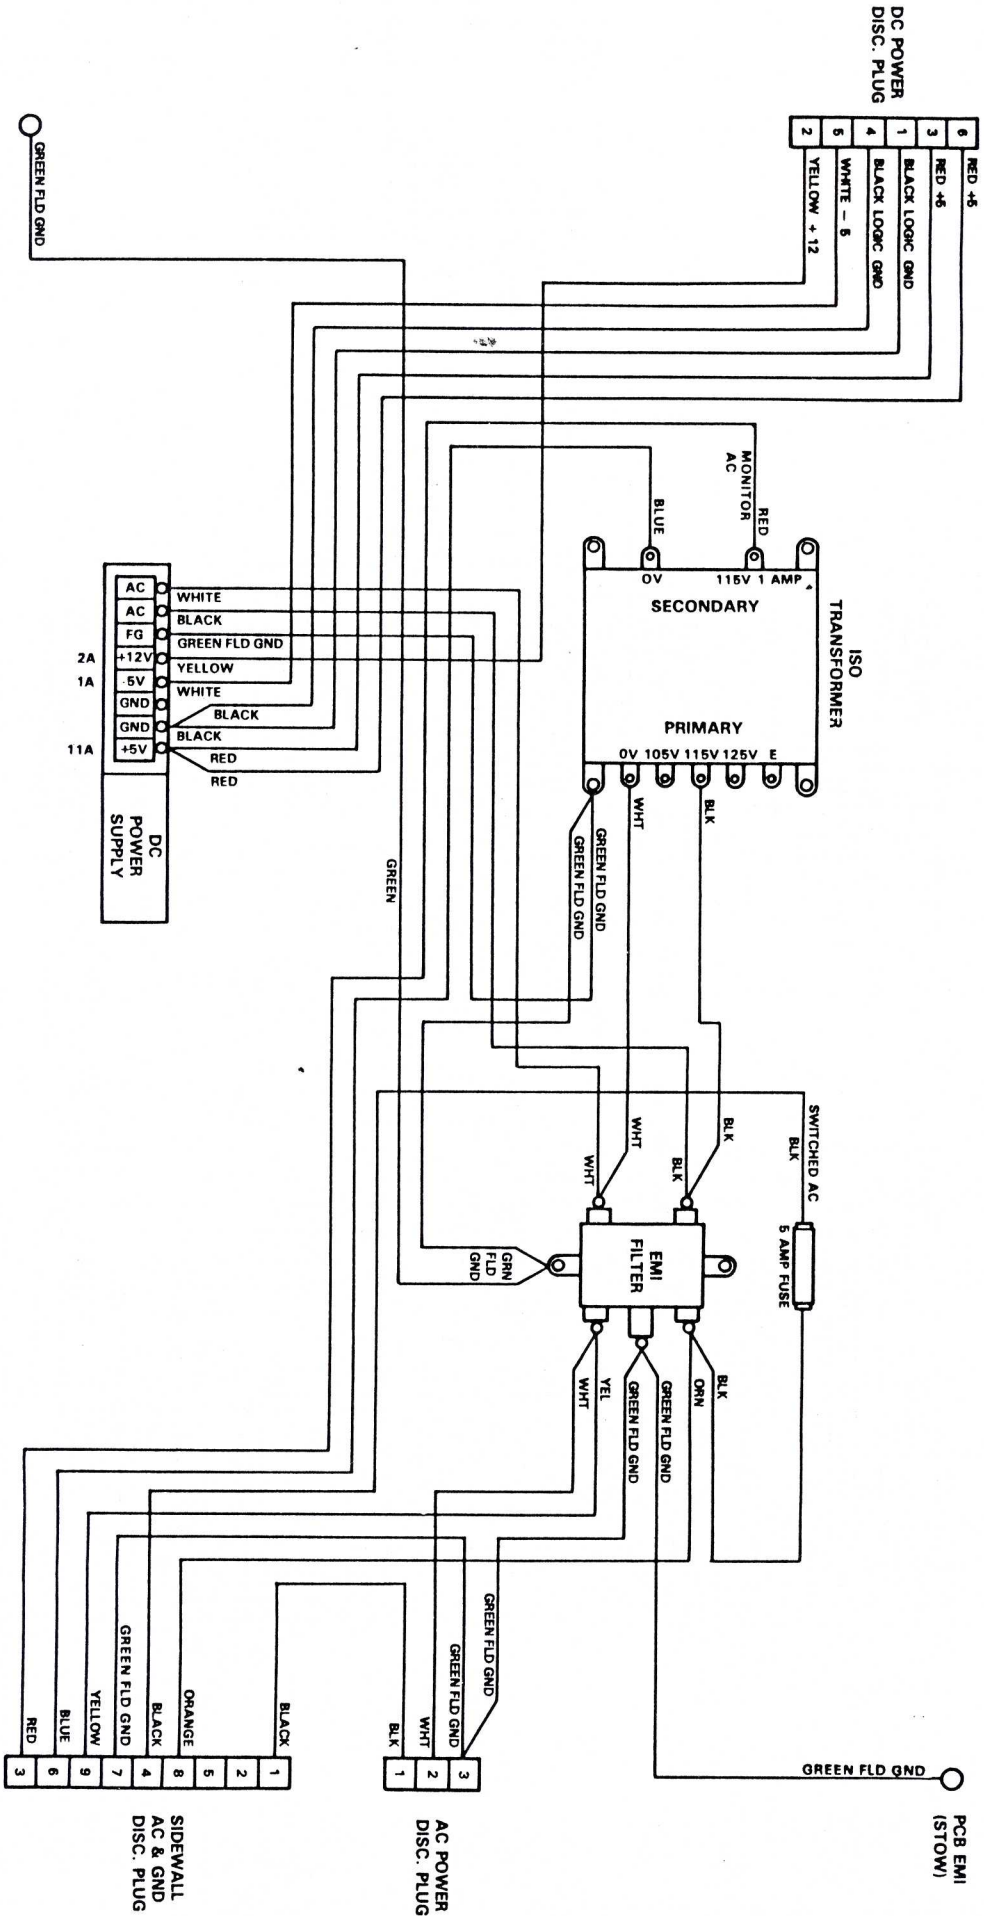 DC POWER
DISC. PLUG
2
5
4
1
3
6
YELLOW + 12
WHITE – 5
BLACK LOGIC GND
BLACK LOGIC GND
RED +5
RED +5
GREEN FLD GND
MONITOR
AC
RED
BLUE
0V
115V 1 AMP
SECONDARY
ISO
TRANSFORMER
PRIMARY
0V 105V 115V 125V E
WHT
BLK
GREEN FLD GND
GREEN FLD GND
AC
AC
FG
+12V
-5V
GND
GND
+5V
2A
1A
11A
WHITE
BLACK
GREEN FLD GND
YELLOW
WHITE
BLACK
BLACK
RED
RED
DC
POWER
SUPPLY
GREEN
SWITCHED AC
BLK
5 AMP FUSE
WHT
WHT
BLK
BLK
EMI
FILTER
GRN
FLD
GND
WHT
YEL
GREEN FLD GND
GREEN FLD GND
ORN
BLK
GREEN FLD GND
GREEN FLD GND
WHT
BLK
RED
BLUE
YELLOW
GREEN FLD GND
BLACK
ORANGE
BLACK
3
6
9
7
4
8
5
2
1
SIDEWALL
AC & GND
DISC. PLUG
1
2
3
AC POWER
DISC. PLUG
GREEN FLD GND
PCB EMI
(STOW)